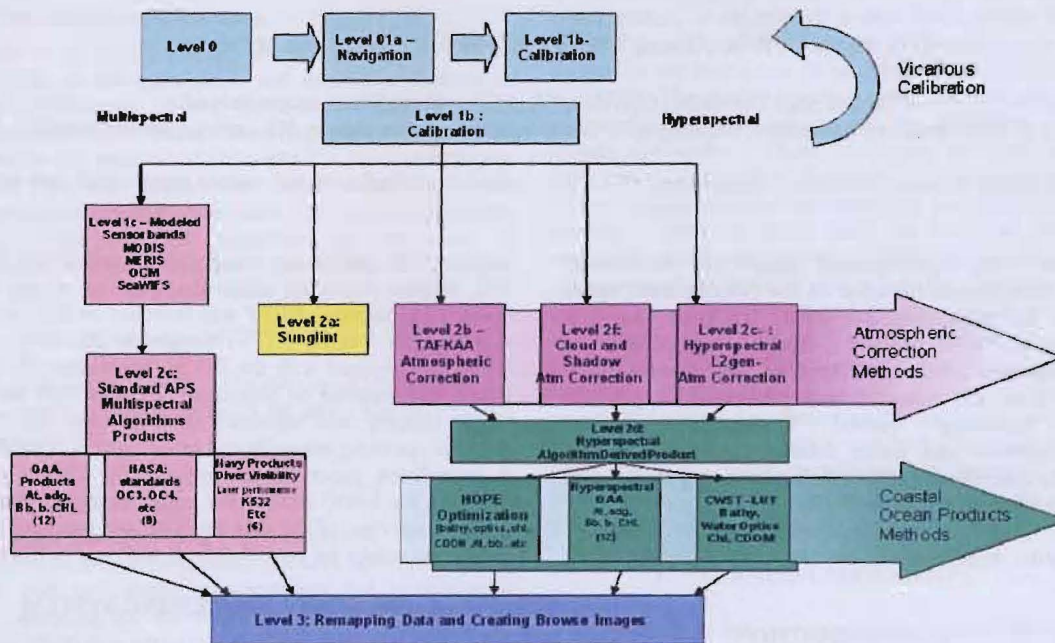 Level 0
Level 01a –
Navigation
Level 1b-
Calibration
Vicarious
Calibration
Multispectral
Level 1b :
Calibration
Hyperspectral
Level 1c – Modeled
Sensor bands
MODIS
MERIS
OCM
SeaWIFS
Level 2a:
Sunglint
Level 2b –
TAFKAA
Atmospheric
Correction
Level 2f:
Cloud and
Shadow
Atm Correction
Level 2c- :
Hyperspectral
L2gen-
Atm Correction
Atmospheric
Correction
Methods
Level 2c:
Standard APS
Multispectral
Algorithms
Products
Level 2d:
Hyperspectral
Algorithm Derived Product
QAA,
Products
At, adg,
Bb, b. CHL
(12)
NASA:
standards
OC3, OC4,
etc
(8)
Navy Products
Diver Visibility
Laser performance
K532
Etc
(6)
HOPE
Optimization
(bathy, optics, chl,
CDOM, At, bb.. etc
Hyperspectral
QAA
At, adg,
Bb, b. CHL
(12)
CWST - LUT
Bathy,
Water Optics
Chl, CDOM
Coastal
Ocean Products
Methods
Level 3: Remapping Data and Creating Browse Images